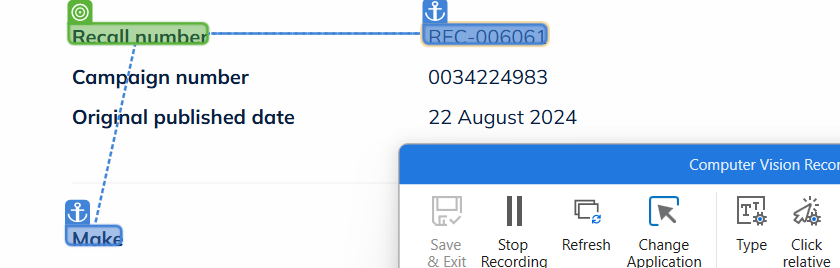 Recall number REC-006061
Campaign number 0034224983
Original published date 22 August 2024
Computer Vision Recor
Make
Save & Exit
Stop Recording
Refresh
Change Application
Type
Click relative